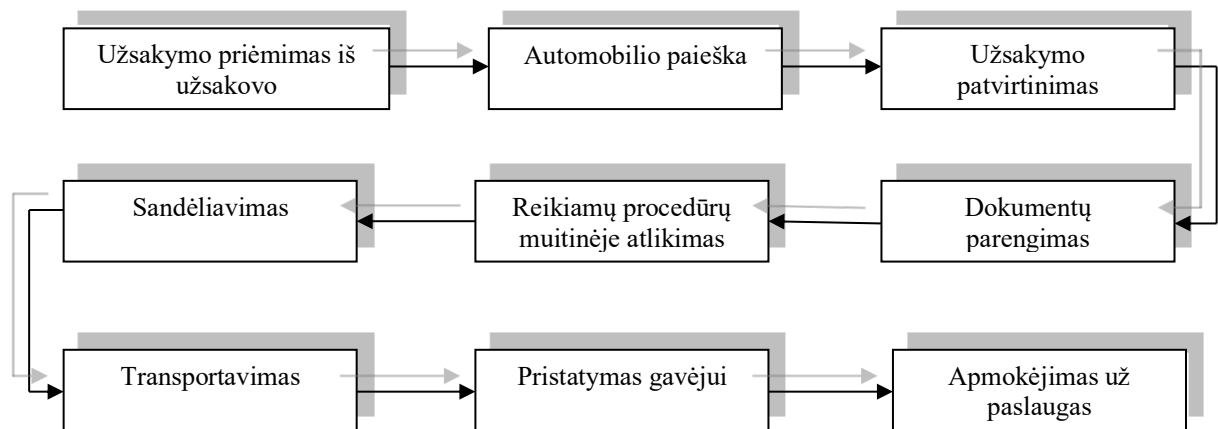 Užsakymo priėmimas iš
užsakovo
Automobilio paieška
Užsakymo
patvirtinimas
Dokumentų
parengimas
Reikiamų procedūrų
muitinėje atlikimas
Sandėliavimas
Transportavimas
Pristatymas gavėjui
Apmokėjimas už
paslaugas